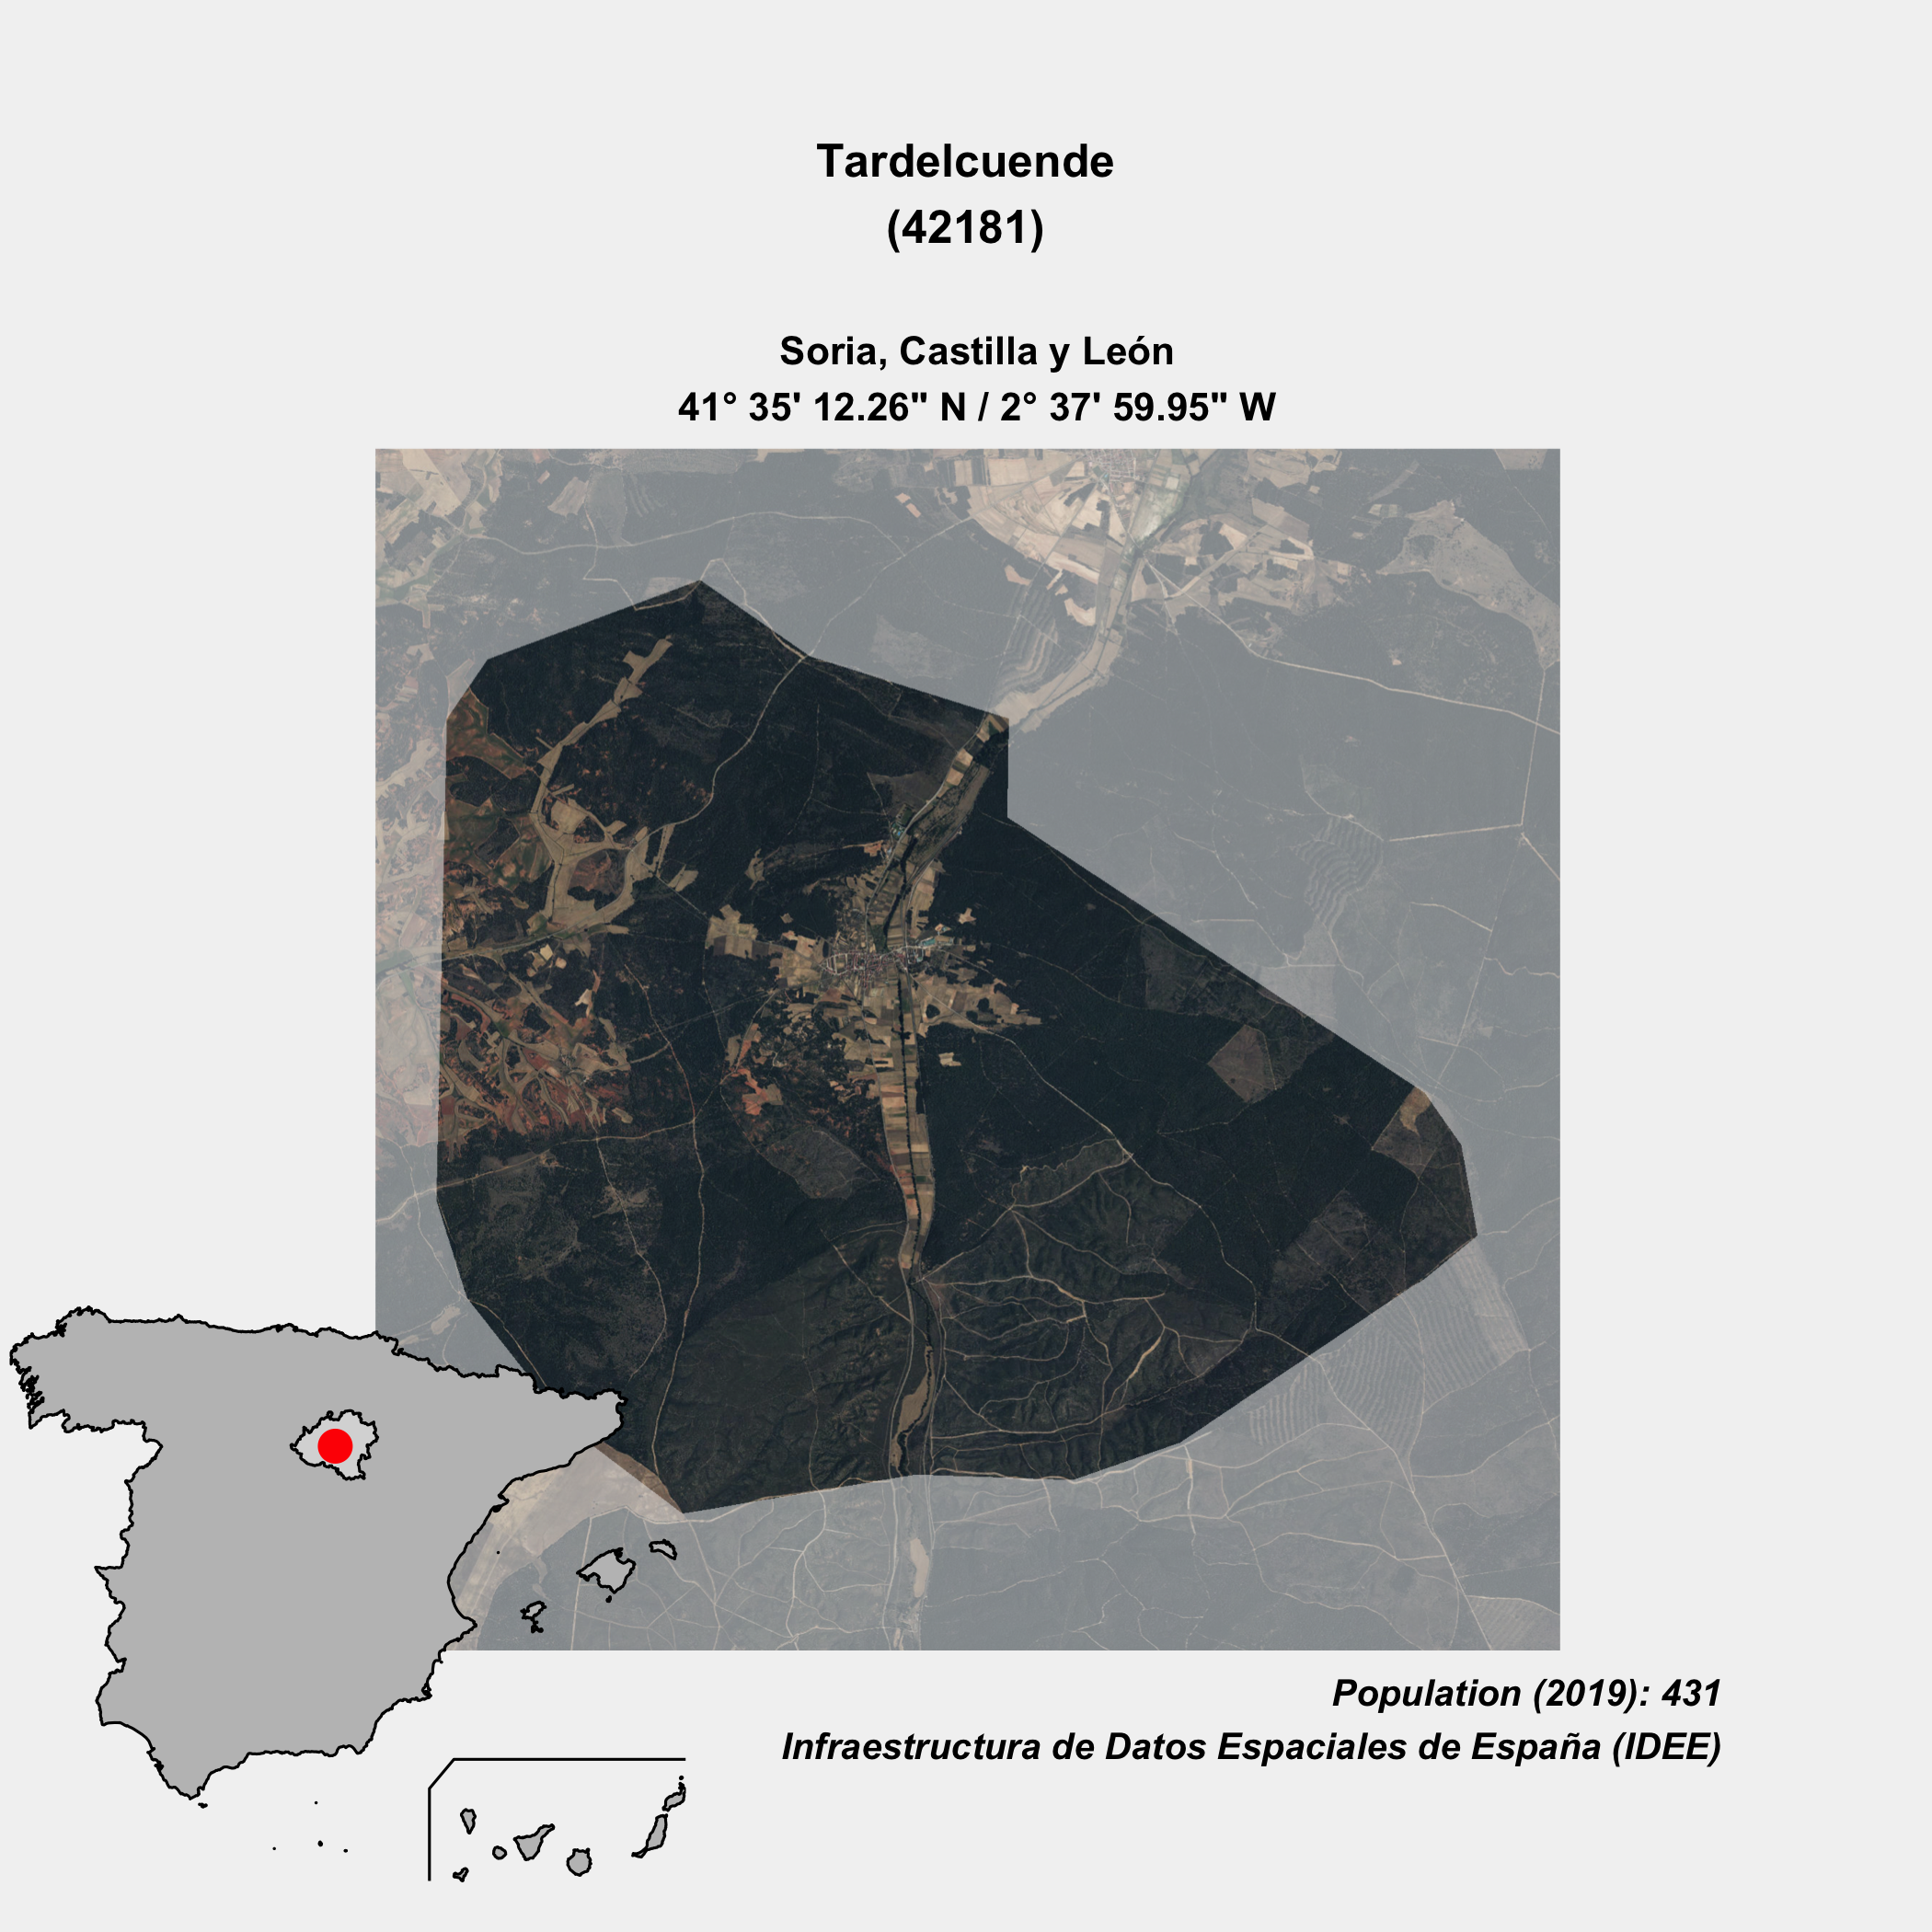 Tardelcuende
(42181)
Soria, Castilla y León
41° 35' 12.26" N / 2° 37' 59.95" W
Population (2019): 431
Infraestructura de Datos Espaciales de España (IDEE)